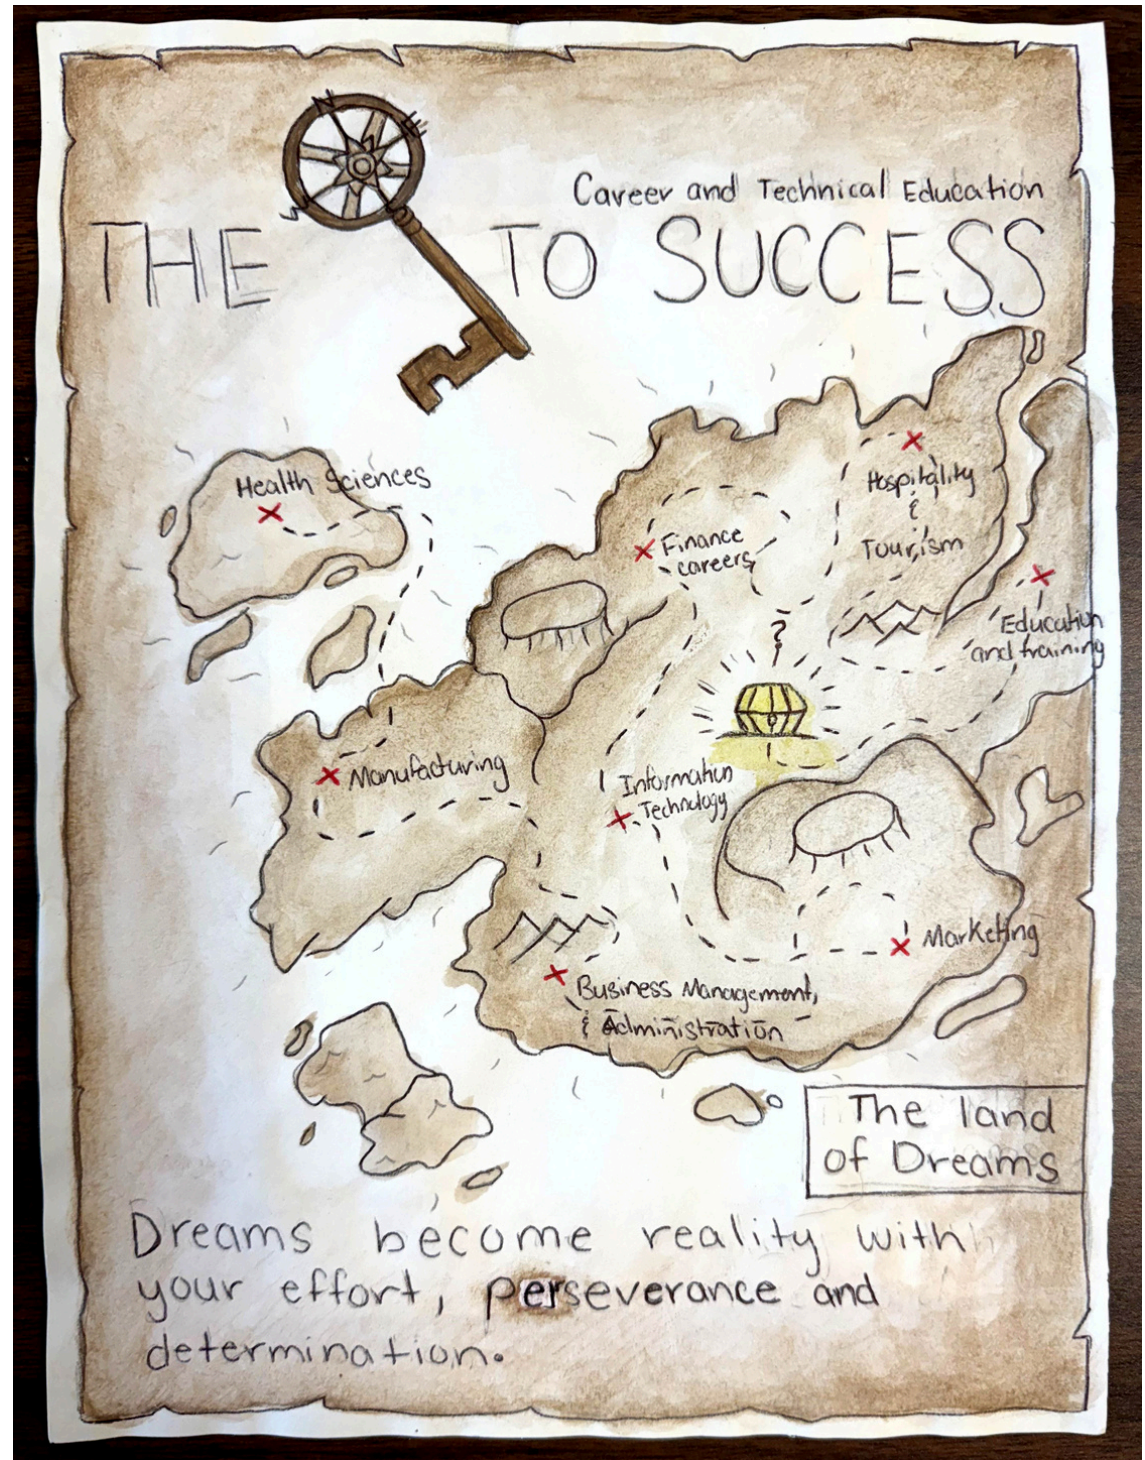 Career and Technical Education
THE TO SUCCESS
N
E
S
Health Sciences
Hospitality
&
Tourism
Finance
careers
Education
and training
?
Manufacturing
Information
Technology
Marketing
Business Management,
& Administration
The land
of Dreams
Dreams become reality with
your effort, perseverance and
determination.